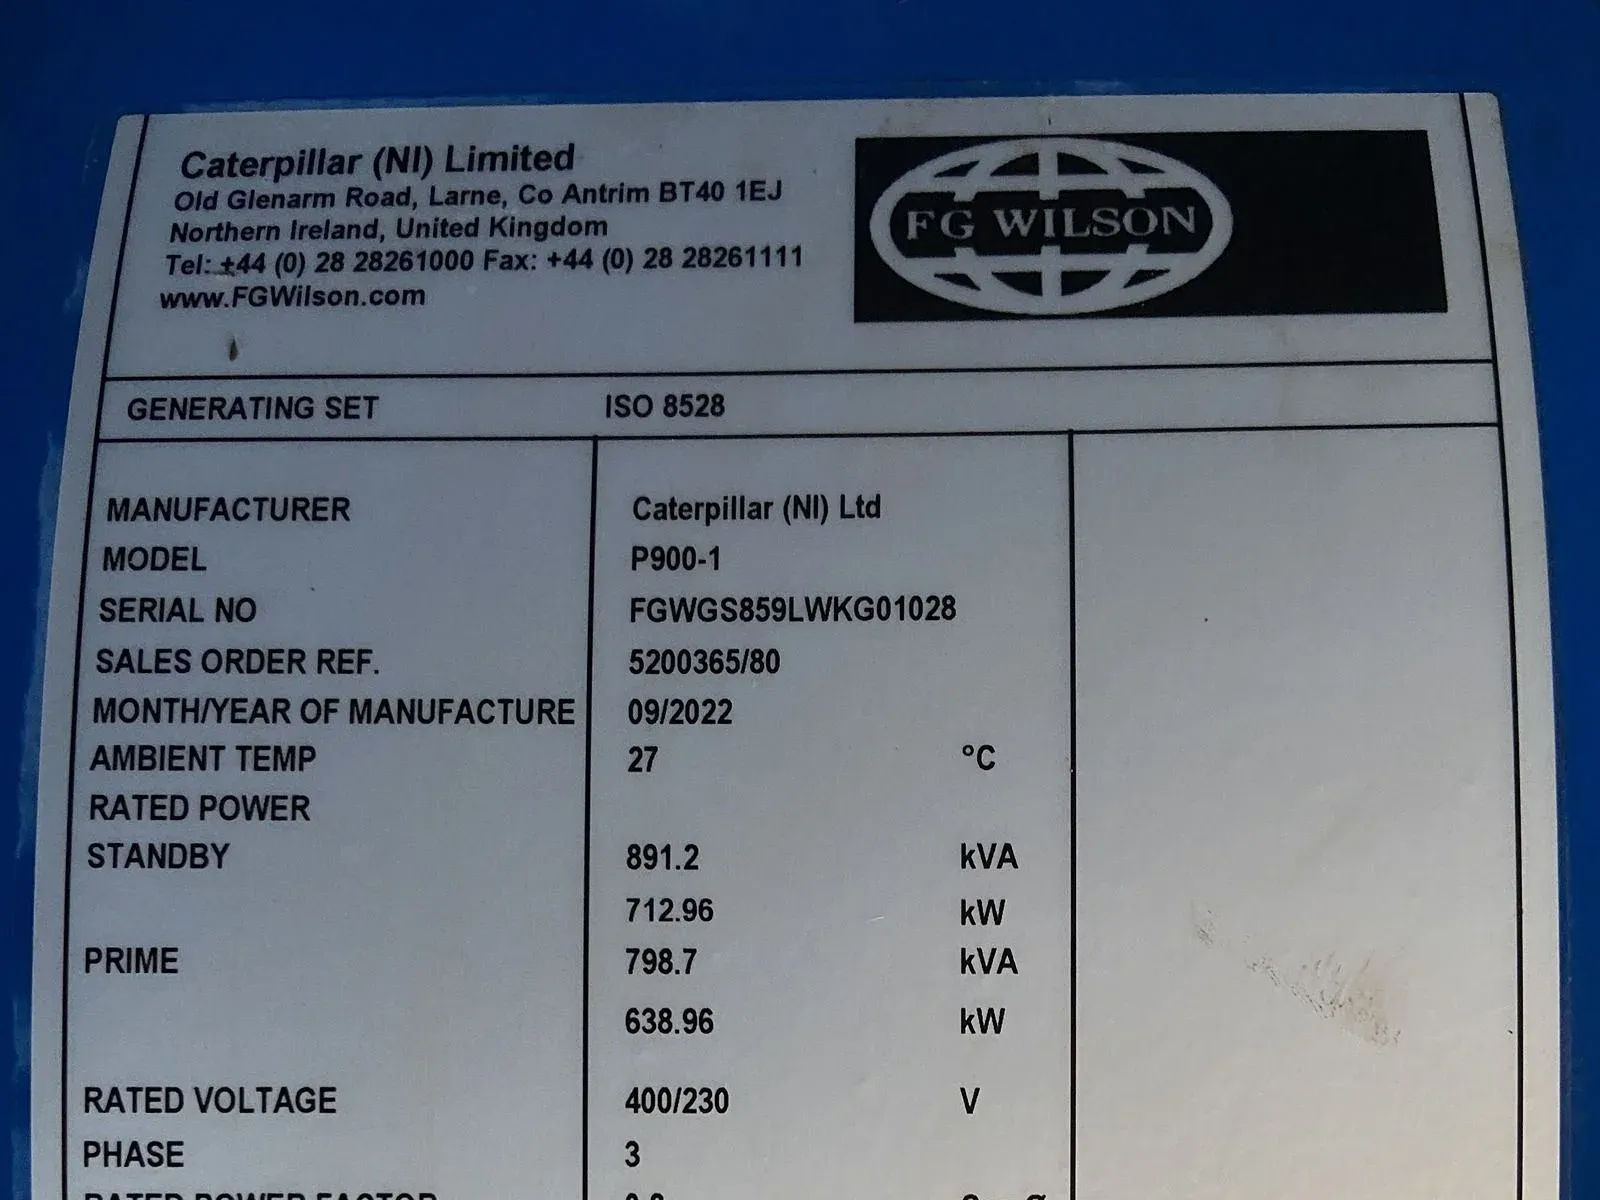 Caterpillar (NI) Limited
Old Glenarm Road, Larne, Co Antrim BT40 1EJ
Northern Ireland, United Kingdom
Tel: +44 (0) 28 28261000 Fax: +44 (0) 28 28261111
www.FGWilson.com
FG WILSON
GENERATING SET ISO 8528
MANUFACTURER Caterpillar (NI) Ltd
MODEL P900-1
SERIAL NO FGWGS859LWKG01028
SALES ORDER REF. 5200365/80
MONTH/YEAR OF MANUFACTURE 09/2022
AMBIENT TEMP 27 °C
RATED POWER
STANDBY 891.2 kVA
712.96 kW
PRIME 798.7 kVA
638.96 kW
RATED VOLTAGE 400/230 V
PHASE 3
RATED POWER FACTOR